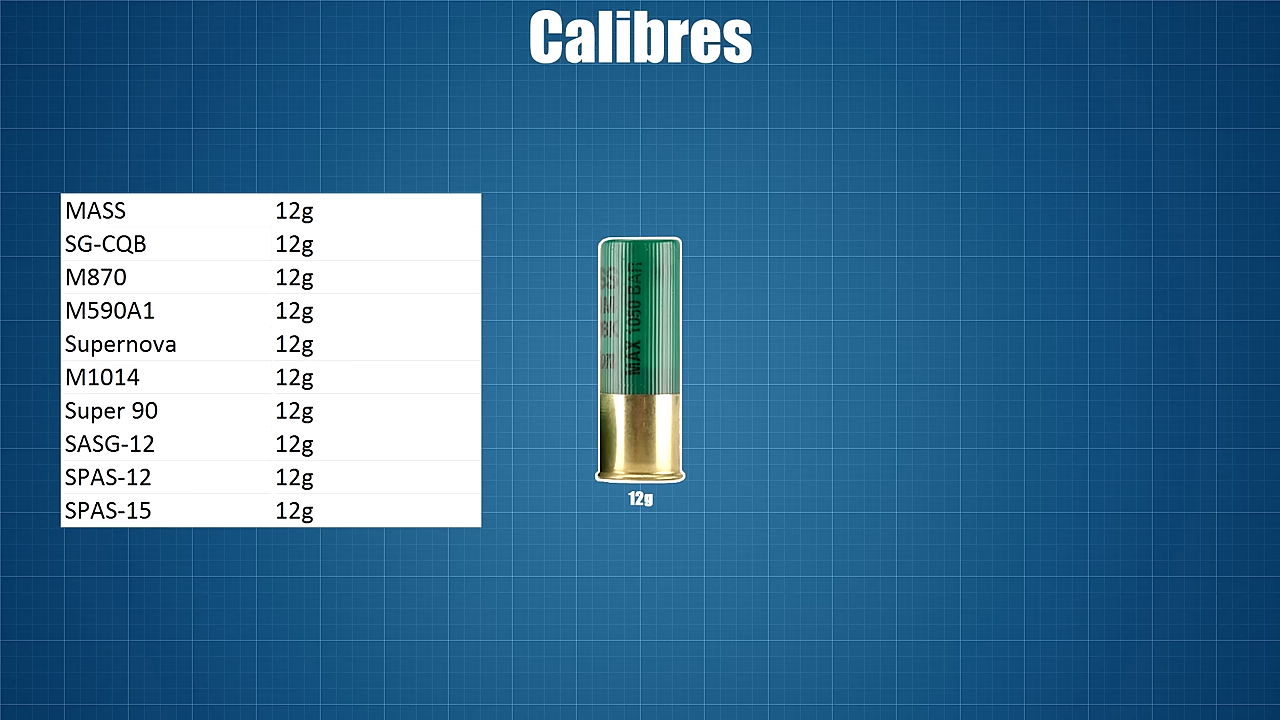 Calibres
MASS 12g
SG-CQB 12g
M870 12g
M590A1 12g
Supernova 12g
M1014 12g
Super 90 12g
SASG-12 12g
SPAS-12 12g
SPAS-15 12g
MAX 1050 BAR
12g